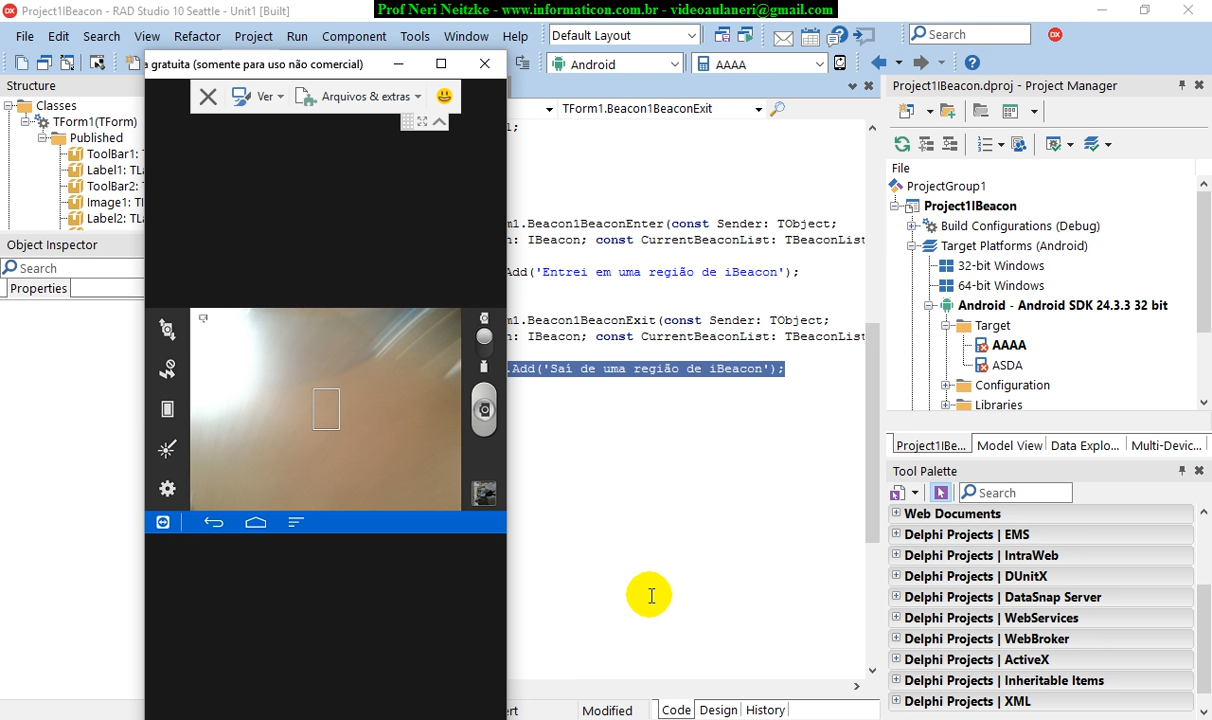 Project1IBeacon - RAD Studio 10 Seattle - Unit1 [Built]
Prof Neri Neitzke - www.informaticon.com.br - videoaulaneri@gmail.com
File Edit Search View Refactor Project Run Component Tools Window Help
Default Layout
Search
a gratuita (somente para uso não comercial)
Android
AAAA
Structure
Classes
TForm1(TForm)
Published
ToolBar1:
Label1: TL
ToolBar2:
Image1: TI
Label2: TL
Object Inspector
Search
Properties
Ver
Arquivos & extras
TForm1.Beacon1BeaconExit
m1.Beacon1BeaconEnter(const Sender: TObject;
n: IBeacon; const CurrentBeaconList: TBeaconList
Add('Entrei em uma região de iBeacon');
m1.Beacon1BeaconExit(const Sender: TObject;
n: IBeacon; const CurrentBeaconList: TBeaconList
.Add('Saí de uma região de iBeacon');
Modified
Code
Design
History
Project1IBeacon.dproj - Project Manager
File
ProjectGroup1
Project1IBeacon
Build Configurations (Debug)
Target Platforms (Android)
32-bit Windows
64-bit Windows
Android - Android SDK 24.3.3 32 bit
Target
AAAA
ASDA
Configuration
Libraries
Project1IBe...
Model View
Data Explo...
Multi-Devic...
Tool Palette
Search
Web Documents
Delphi Projects | EMS
Delphi Projects | IntraWeb
Delphi Projects | DUnitX
Delphi Projects | DataSnap Server
Delphi Projects | WebServices
Delphi Projects | WebBroker
Delphi Projects | ActiveX
Delphi Projects | Inheritable Items
Delphi Projects | XML